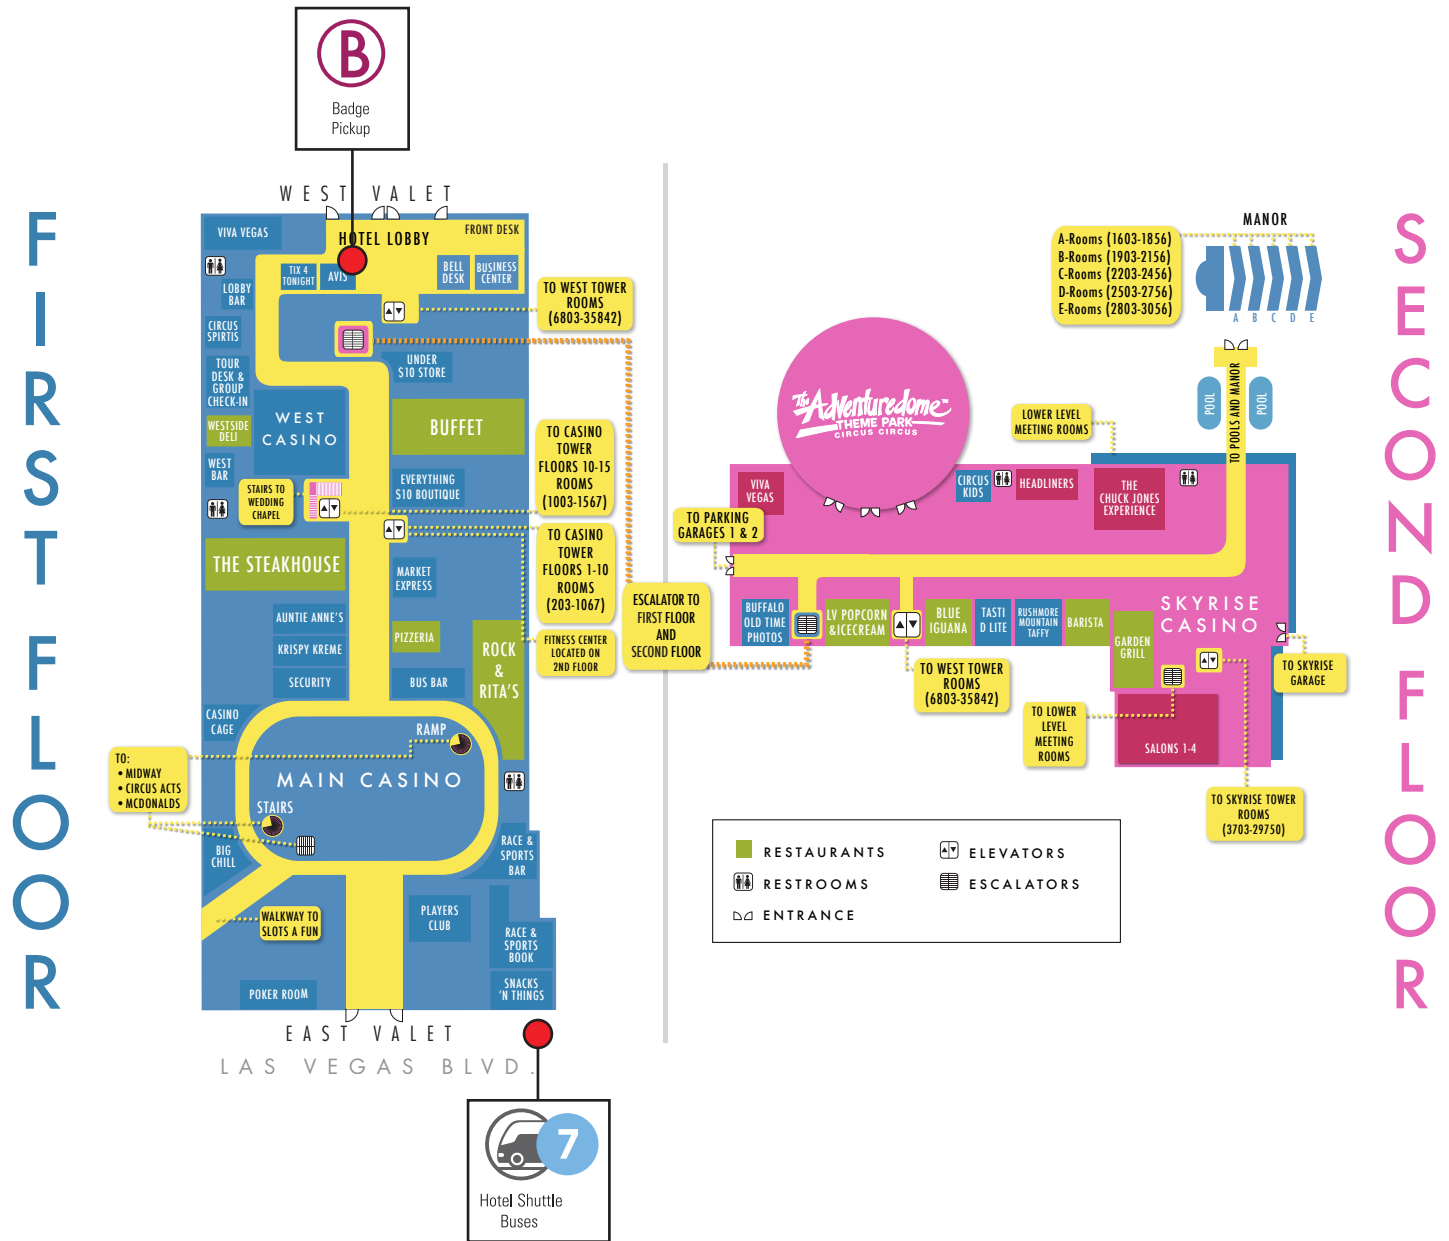 B
Badge
Pickup
FIRST FLOOR
WEST VALET
VIVA VEGAS
HOTEL LOBBY
FRONT DESK
TIX 4
TONIGHT
AVIS
BELL
DESK
BUSINESS
CENTER
LOBBY
BAR
CIRCUS
SPIRTIS
TO WEST TOWER
ROOMS
(6803-35842)
TOUR
DESK &
GROUP
CHECK-IN
UNDER
$10 STORE
WEST
CASINO
BUFFET
WESTSIDE
DELI
WEST
BAR
TO CASINO
TOWER
FLOORS 10-15
ROOMS
(1003-1567)
STAIRS TO
WEDDING
CHAPEL
EVERYTHING
$10 BOUTIQUE
THE STEAKHOUSE
MARKET
EXPRESS
TO CASINO
TOWER
FLOORS 1-10
ROOMS
(203-1067)
AUNTIE ANNE'S
KRISPY KREME
SECURITY
PIZZERIA
BUS BAR
ROCK
&
RITA'S
FITNESS CENTER
LOCATED ON
2ND FLOOR
ESCALATOR TO
FIRST FLOOR
AND
SECOND FLOOR
CASINO
CAGE
RAMP
MAIN CASINO
STAIRS
TO:
• MIDWAY
• CIRCUS ACTS
• MCDONALDS
BIG
CHILL
RACE &
SPORTS
BAR
WALKWAY TO
SLOTS A FUN
PLAYERS
CLUB
RACE &
SPORTS
BOOK
POKER ROOM
SNACKS
'N THINGS
EAST VALET
LAS VEGAS BLVD.
7
Hotel Shuttle
Buses
SECOND FLOOR
MANOR
A-Rooms (1603-1856)
B-Rooms (1903-2156)
C-Rooms (2203-2456)
D-Rooms (2503-2756)
E-Rooms (2803-3056)
A B C D E
POOL
TO POOLS AND MANOR
POOL
The Adventuredome™
THEME PARK
CIRCUS CIRCUS
LOWER LEVEL
MEETING ROOMS
VIVA
VEGAS
CIRCUS
KIDS
HEADLINERS
THE
CHUCK JONES
EXPERIENCE
TO PARKING
GARAGES 1 & 2
BUFFALO
OLD TIME
PHOTOS
LV POPCORN
&ICECREAM
BLUE
IGUANA
TASTI
D LITE
RUSHMORE
MOUNTAIN
TAFFY
BARISTA
SKYRISE
CASINO
GARDEN
GRILL
TO WEST TOWER
ROOMS
(6803-35842)
TO SKYRISE
GARAGE
TO LOWER
LEVEL
MEETING
ROOMS
SALONS 1-4
TO SKYRISE TOWER
ROOMS
(3703-29750)
RESTAURANTS
ELEVATORS
RESTROOMS
ESCALATORS
ENTRANCE